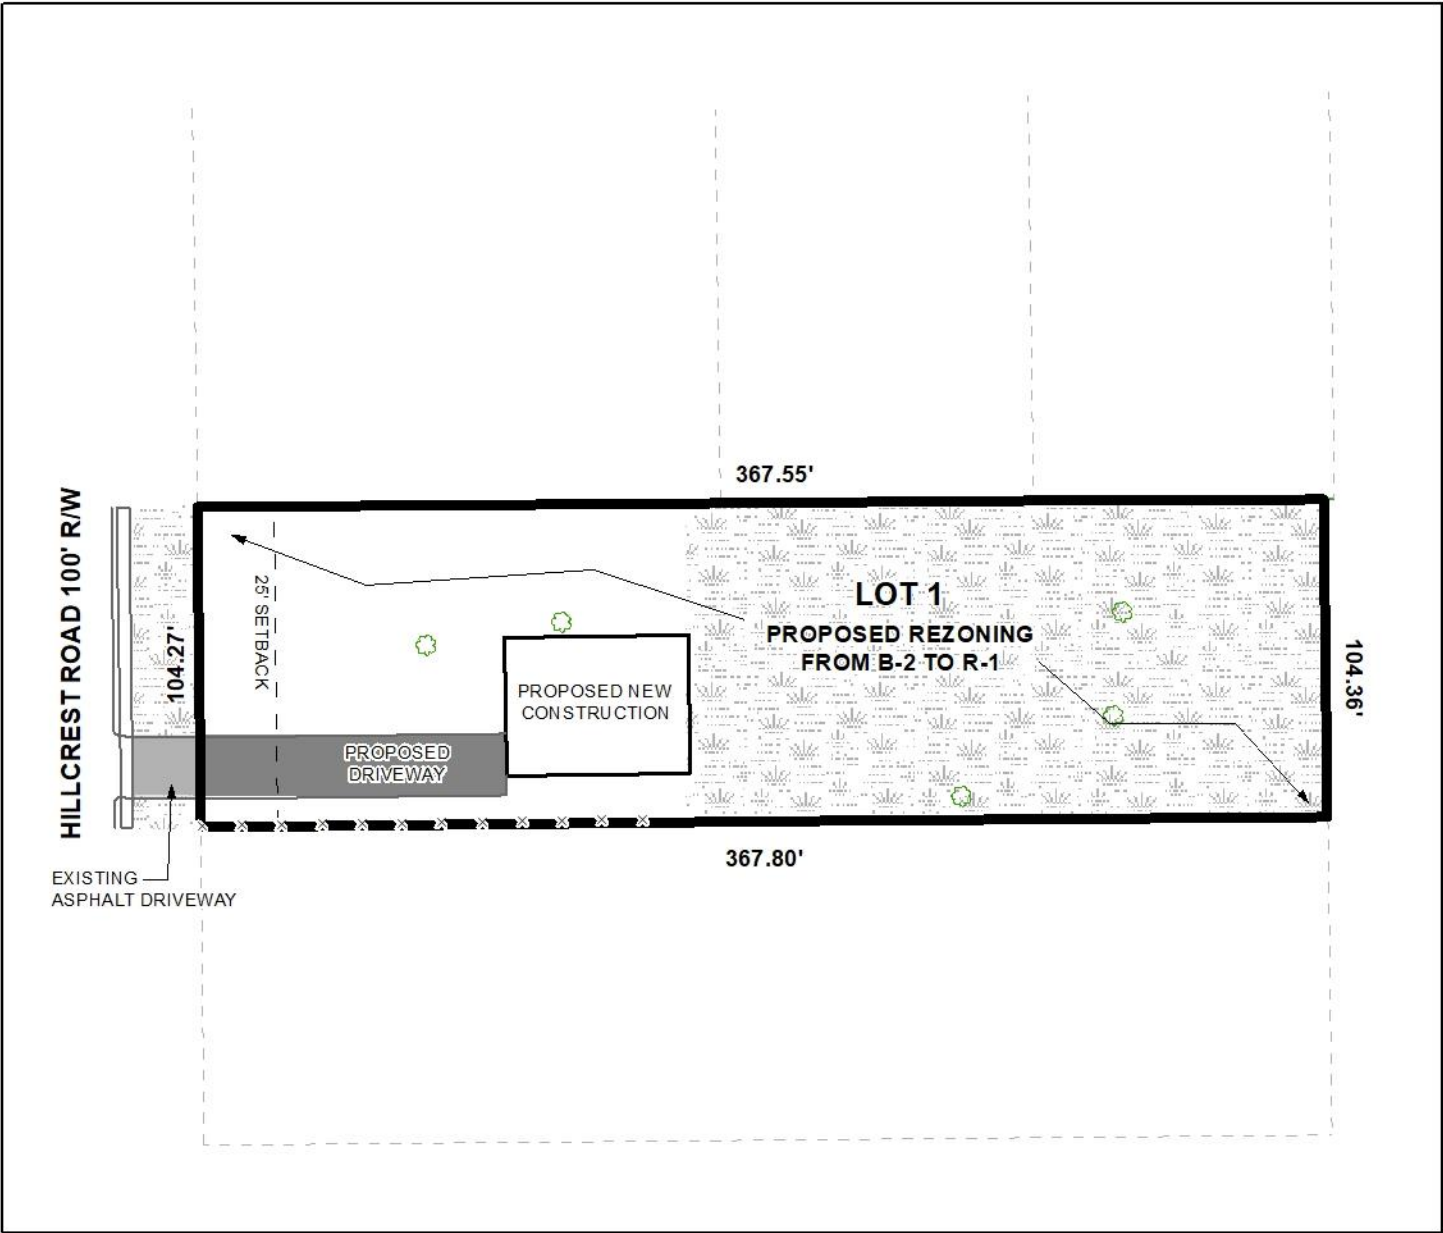 367.55'
HILLCREST ROAD 100' R/W
104.27'
25' SETBACK
LOT 1
PROPOSED REZONING
FROM B-2 TO R-1
104.36'
PROPOSED NEW
CONSTRUCTION
PROPOSED
DRIVEWAY
367.80'
EXISTING
ASPHALT DRIVEWAY